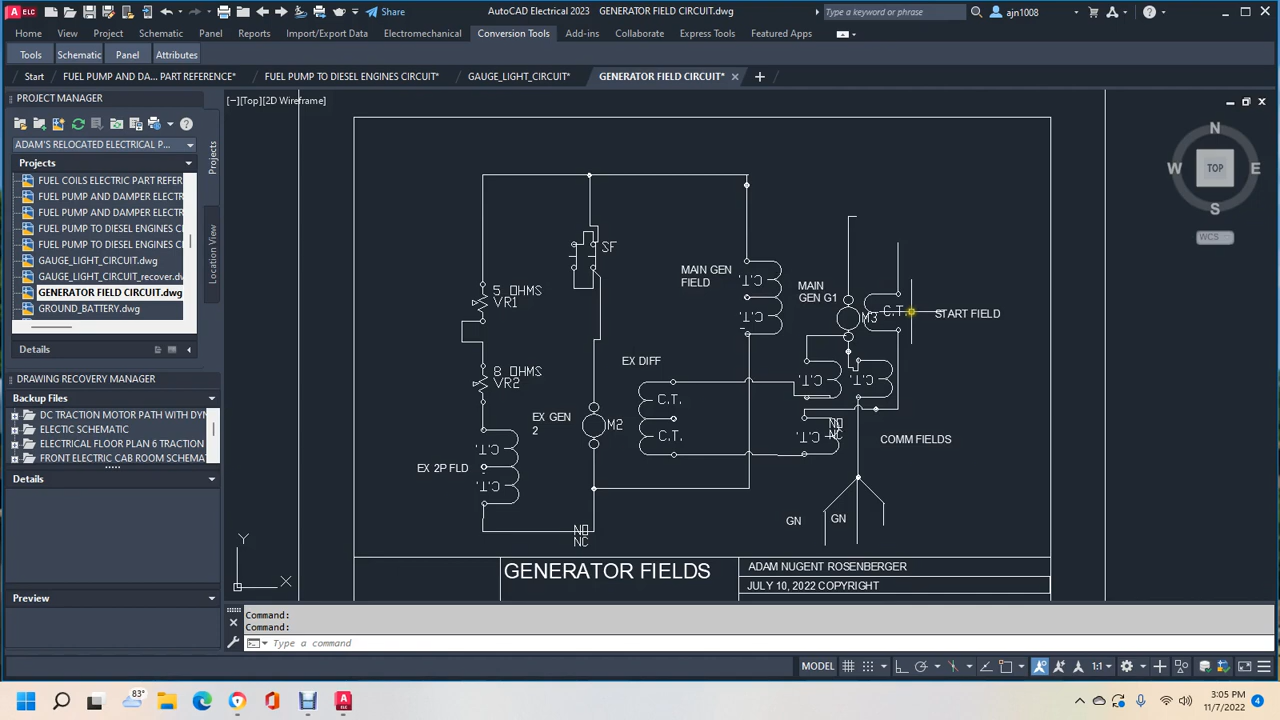 A ELC
Share
AutoCAD Electrical 2023 GENERATOR FIELD CIRCUIT.dwg
Type a keyword or phrase
ajn1008
Home View Project Schematic Panel Reports Import/Export Data Electromechanical Conversion Tools Add-ins Collaborate Express Tools Featured Apps
Tools Schematic Panel Attributes
Start FUEL PUMP AND DA... PART REFERENCE* FUEL PUMP TO DIESEL ENGINES CIRCUIT* GAUGE_LIGHT_CIRCUIT* GENERATOR FIELD CIRCUIT*
PROJECT MANAGER
ADAM'S RELOCATED ELECTRICAL P...
Projects
FUEL COILS ELECTRIC PART REFER
FUEL PUMP AND DAMPER ELECTR
FUEL PUMP AND DAMPER ELECTR
FUEL PUMP TO DIESEL ENGINES CI
FUEL PUMP TO DIESEL ENGINES CI
GAUGE_LIGHT_CIRCUIT.dwg
GAUGE_LIGHT_CIRCUIT_recover.dw
GENERATOR FIELD CIRCUIT.dwg
GROUND_BATTERY.dwg
Details
Projects
Location View
DRAWING RECOVERY MANAGER
Backup Files
DC TRACTION MOTOR PATH WITH DYN
ELECTIC SCHEMATIC
ELECTRICAL FLOOR PLAN 6 TRACTION
FRONT ELECTRIC CAB ROOM SCHEMA
Details
Preview
[−][Top][2D Wireframe]
N
W TOP E
S
WCS
SF
5 OHMS
VR1
8 OHMS
VR2
EX GEN
2
M2
EX 2P FLD
C.T.
C.T.
NO
NC
EX DIFF
C.T.
C.T.
MAIN GEN
FIELD
C.T.
C.T.
MAIN
GEN G1
M3
C.T.
START FIELD
C.T.
C.T.
C.T.
NO
NC
COMM FIELDS
GN
GN
GENERATOR FIELDS
ADAM NUGENT ROSENBERGER
JULY 10, 2022 COPYRIGHT
Y
X
Command:
Command:
Type a command
MODEL
1:1
83°
3:05 PM
11/7/2022
4